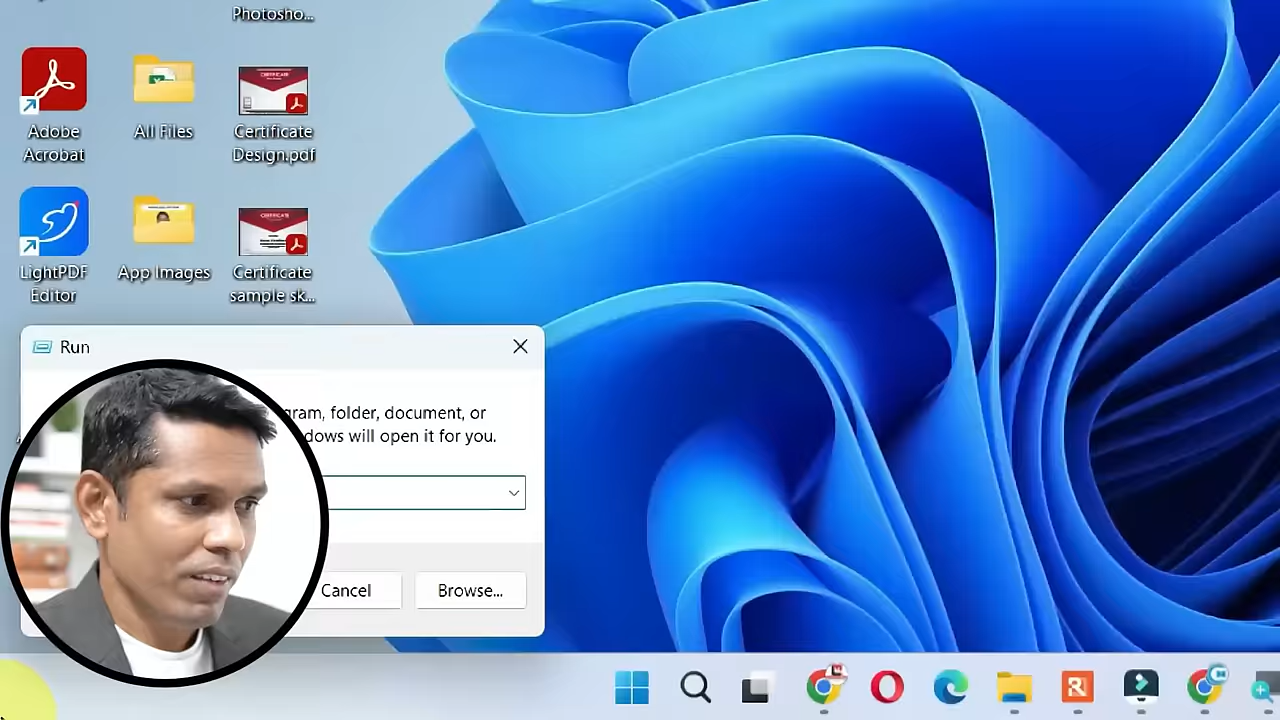 Photosho...
Adobe
Acrobat
All Files
Certificate
Design.pdf
LightPDF
Editor
App Images
Certificate
sample sk...
Run
gram, folder, document, or
dows will open it for you.
Cancel
Browse...